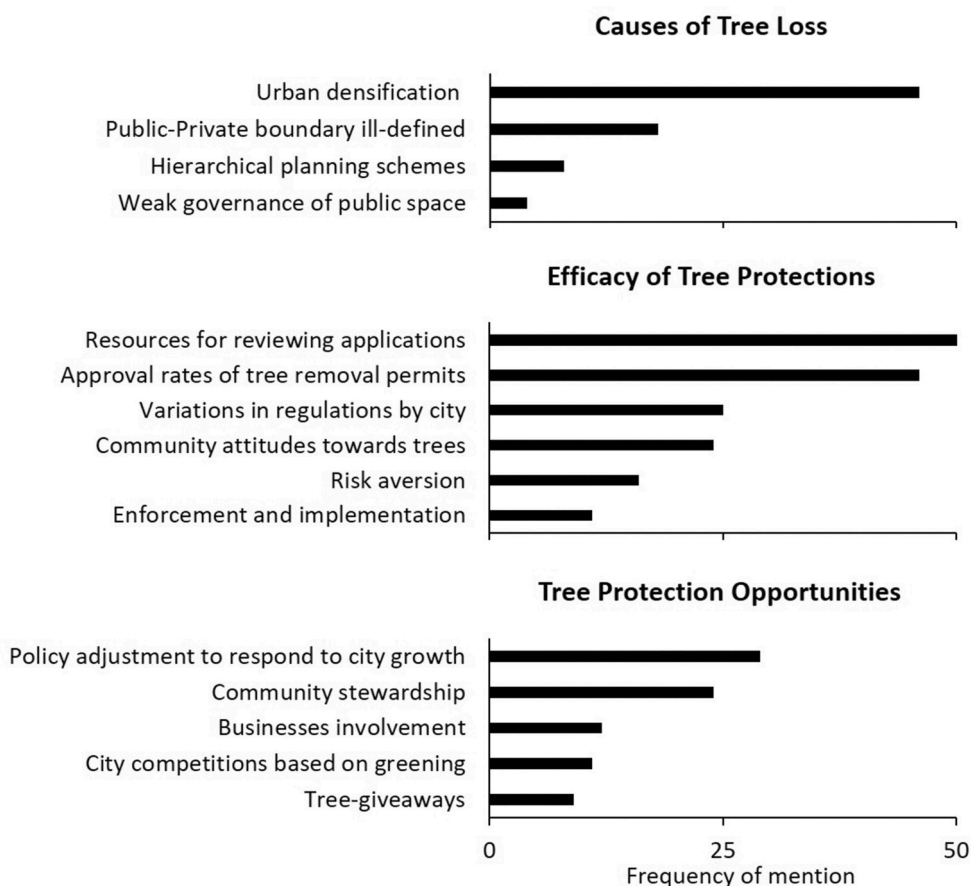 Causes of Tree Loss
Urban densification
Public-Private boundary ill-defined
Hierarchical planning schemes
Weak governance of public space
Efficacy of Tree Protections
Resources for reviewing applications
Approval rates of tree removal permits
Variations in regulations by city
Community attitudes towards trees
Risk aversion
Enforcement and implementation
Tree Protection Opportunities
Policy adjustment to respond to city growth
Community stewardship
Businesses involvement
City competitions based on greening
Tree-giveaways
0 25 50
Frequency of mention